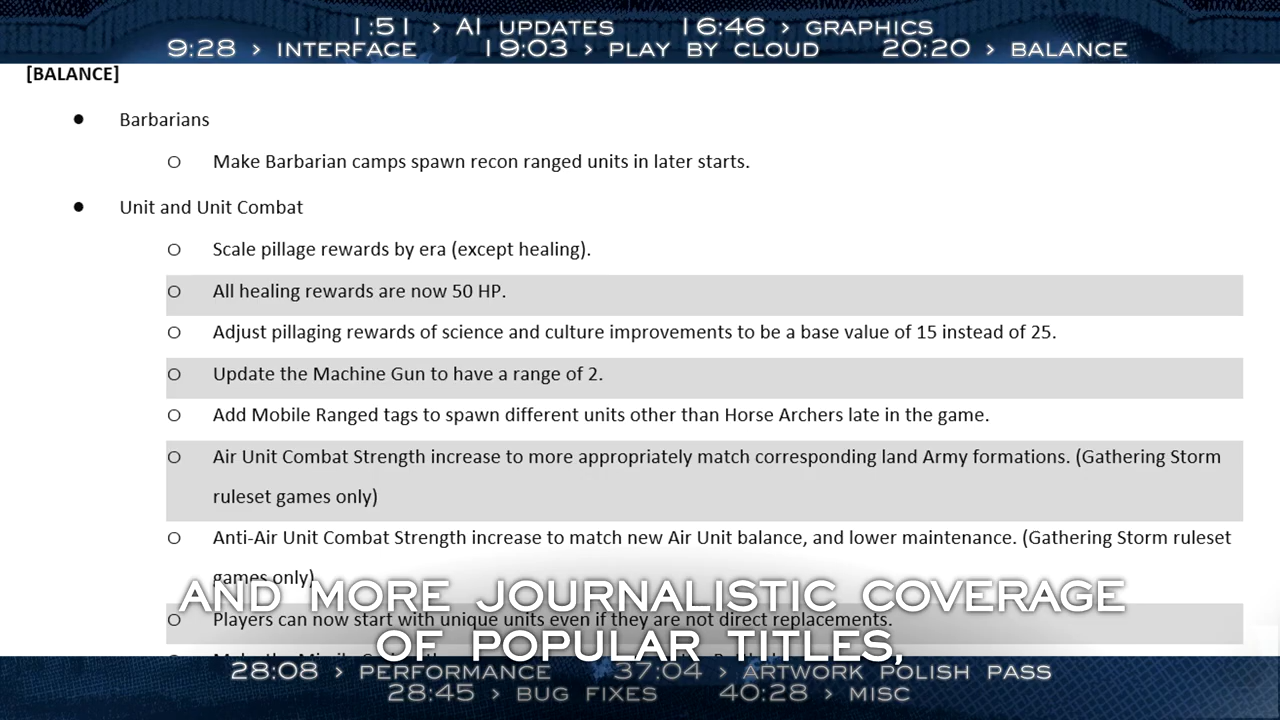 1:51 > AI UPDATES 16:46 > GRAPHICS
9:28 > INTERFACE 19:03 > PLAY BY CLOUD 20:20 > BALANCE
[BALANCE]
● Barbarians
○ Make Barbarian camps spawn recon ranged units in later starts.
● Unit and Unit Combat
○ Scale pillage rewards by era (except healing).
○ All healing rewards are now 50 HP.
○ Adjust pillaging rewards of science and culture improvements to be a base value of 15 instead of 25.
○ Update the Machine Gun to have a range of 2.
○ Add Mobile Ranged tags to spawn different units other than Horse Archers late in the game.
○ Air Unit Combat Strength increase to more appropriately match corresponding land Army formations. (Gathering Storm
ruleset games only)
○ Anti-Air Unit Combat Strength increase to match new Air Unit balance, and lower maintenance. (Gathering Storm ruleset
games only)
AND MORE JOURNALISTIC COVERAGE
○ Players can now start with unique units even if they are not direct replacements.
OF POPULAR TITLES,
28:08 > PERFORMANCE 37:04 > ARTWORK POLISH PASS
28:45 > BUG FIXES 40:28 > MISC